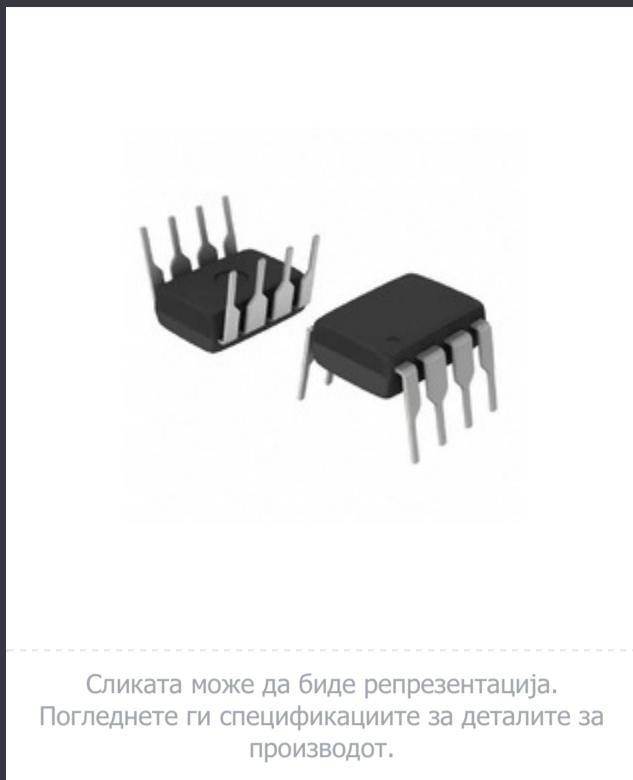 Сликата може да биде репрезентација.
Погледнете ги спецификациите за деталите за
производот.